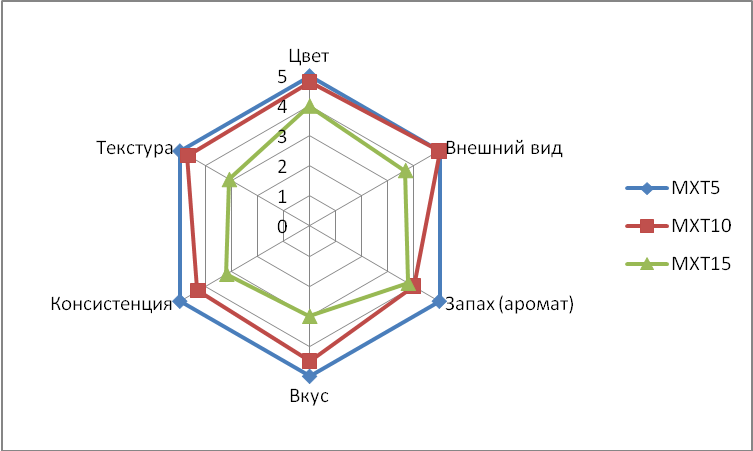 Цвет
5
4
3
2
1
0
Текстура
Внешний вид
Консистенция
Запах (аромат)
Вкус
МХТ5
МХТ10
МХТ15